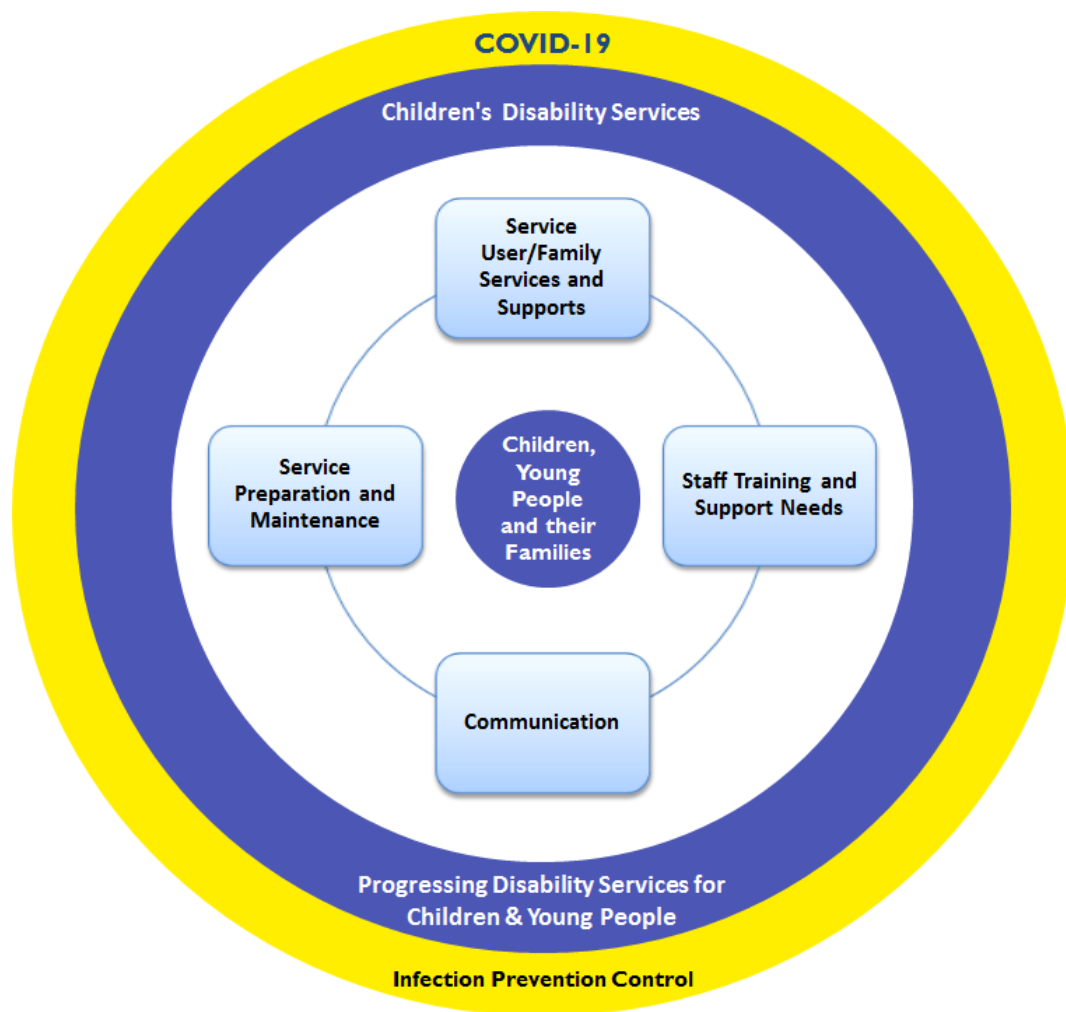 COVID-19
Children's Disability Services
Service
User/Family
Services and
Supports
Service
Preparation and
Maintenance
Children,
Young
People
and their
Families
Staff Training and
Support Needs
Communication
Progressing Disability Services for
Children & Young People
Infection Prevention Control